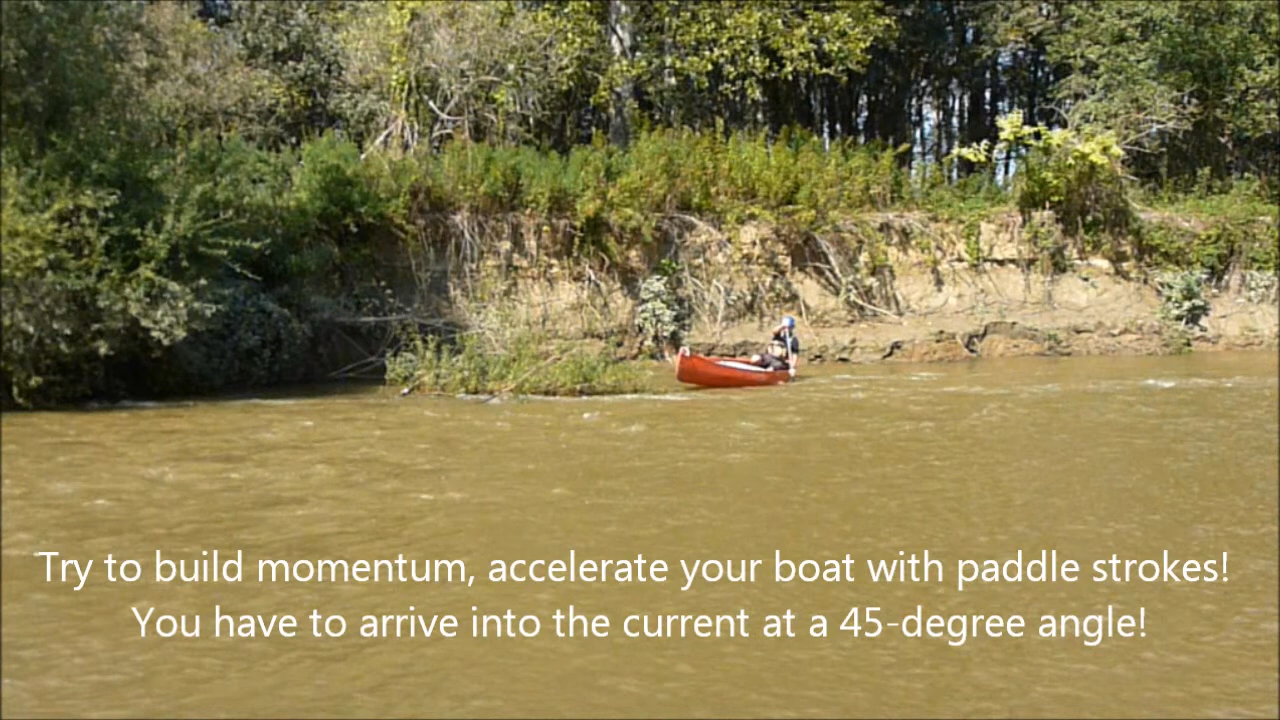 Try to build momentum, accelerate your boat with paddle strokes!
You have to arrive into the current at a 45-degree angle!